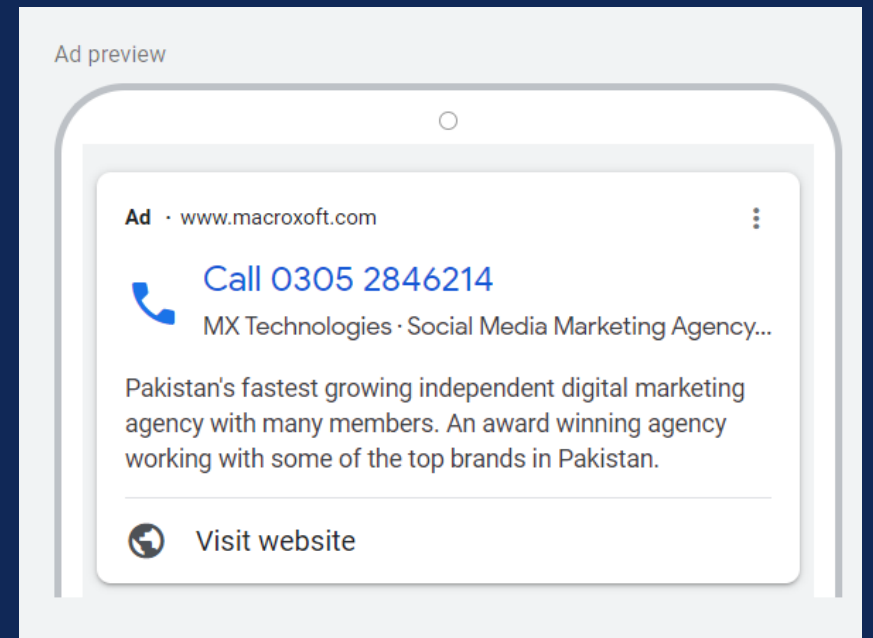 Ad preview
Ad · www.macroxoft.com
Call 0305 2846214
MX Technologies · Social Media Marketing Agency...
Pakistan's fastest growing independent digital marketing
agency with many members. An award winning agency
working with some of the top brands in Pakistan.
Visit website